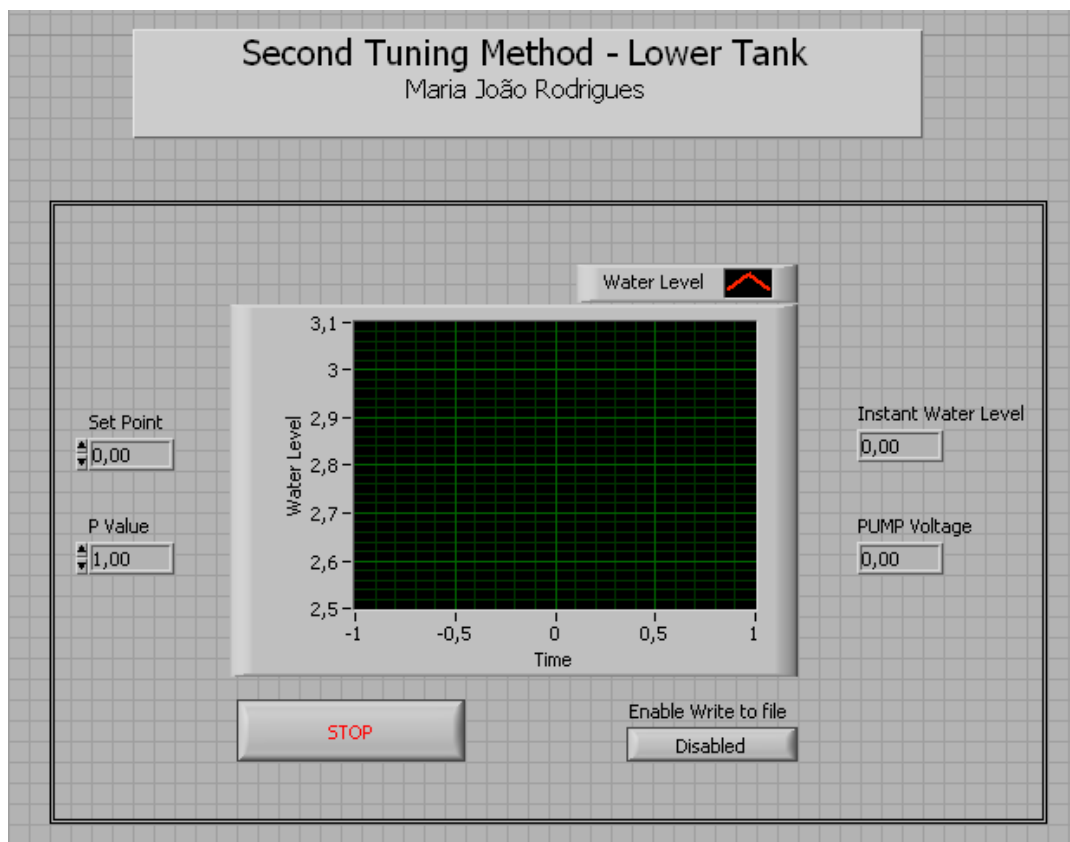 Second Tuning Method - Lower Tank
Maria João Rodrigues
Water Level
3,1
3
2,9
2,8
2,7
2,6
2,5
Water Level
-1
-0,5
0
0,5
1
Time
Set Point
0,00
P Value
1,00
Instant Water Level
0,00
PUMP Voltage
0,00
STOP
Enable Write to file
Disabled